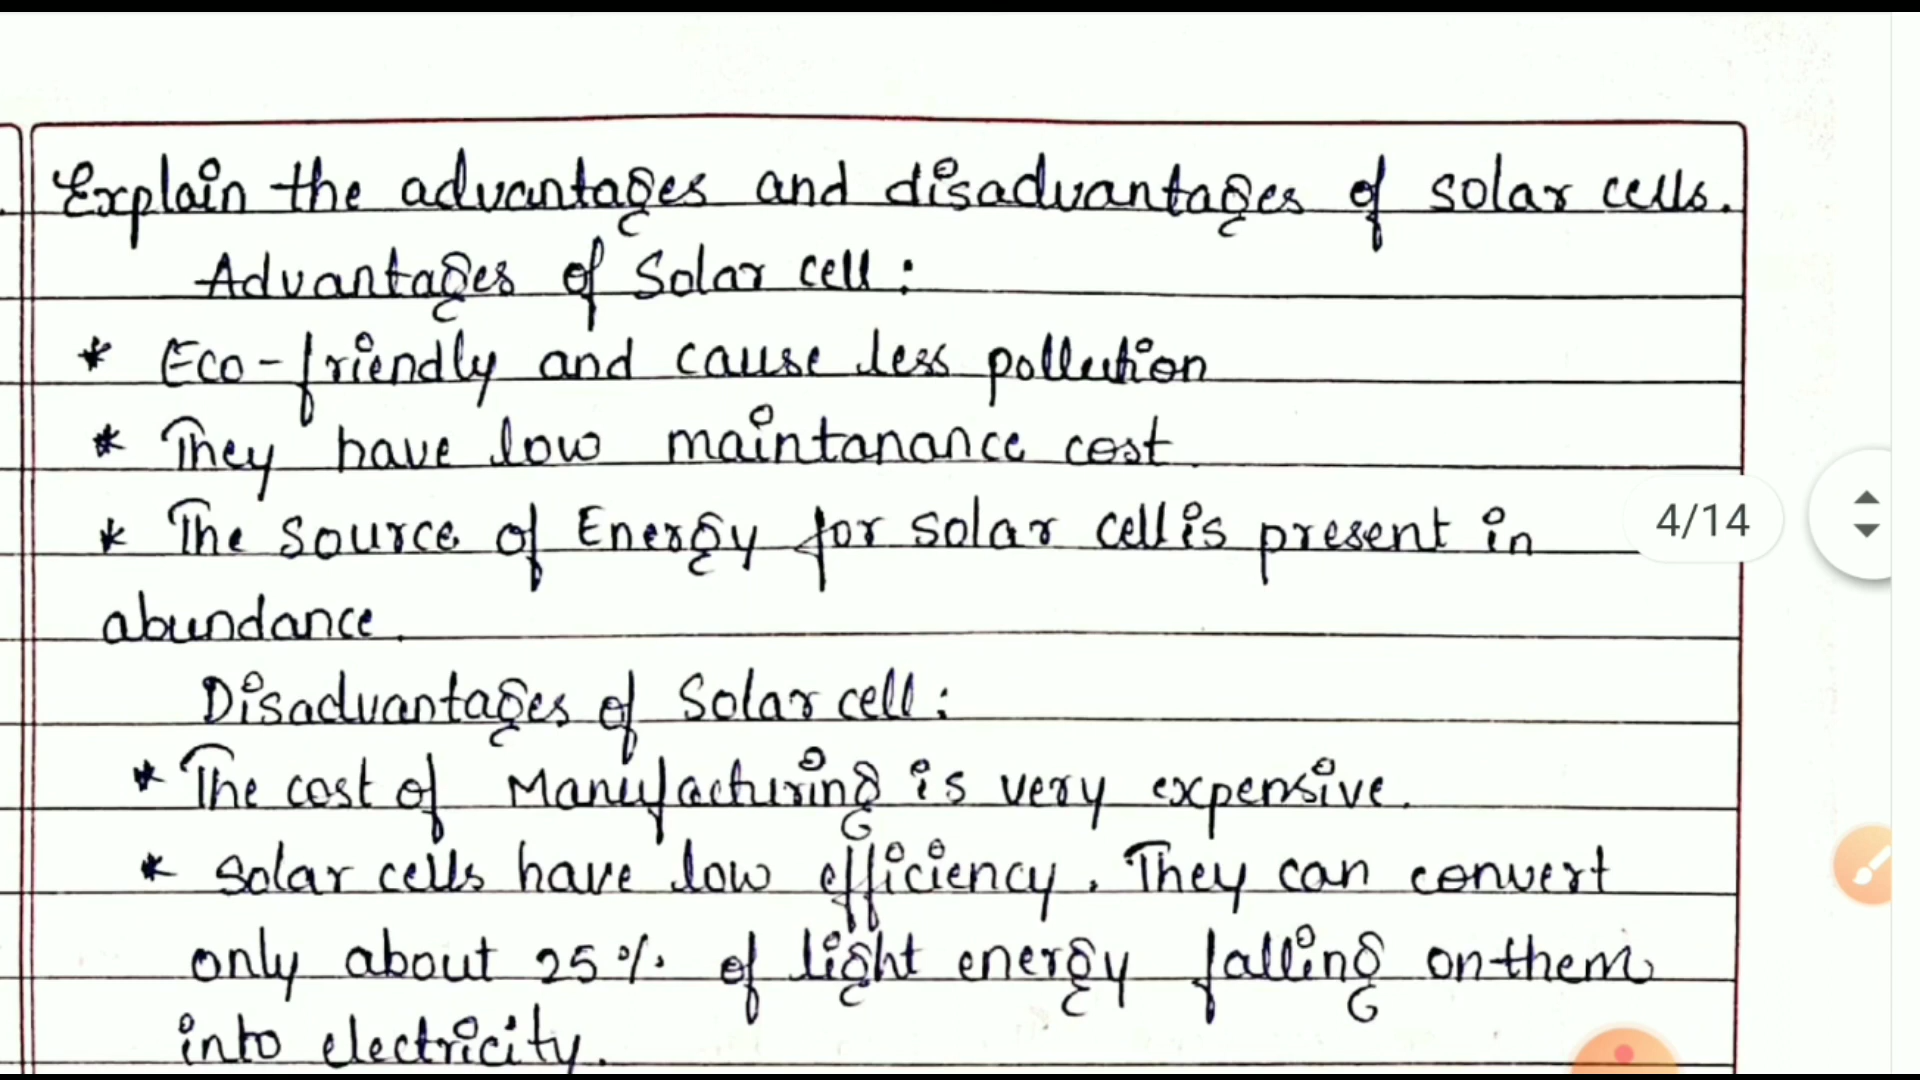 Explain the advantages and disadvantages of solar cells.
Advantages of Solar cell :
* Eco-friendly and cause less pollution
* They have low maintanance cost
* The source of Energy for solar cell is present in
4/14
abundance.
Disadvantages of Solar cell :
* The cost of Manufacturing is very expensive.
* Solar cells have low efficiency. They can convert
only about 25% of light energy falling on them
into electricity.